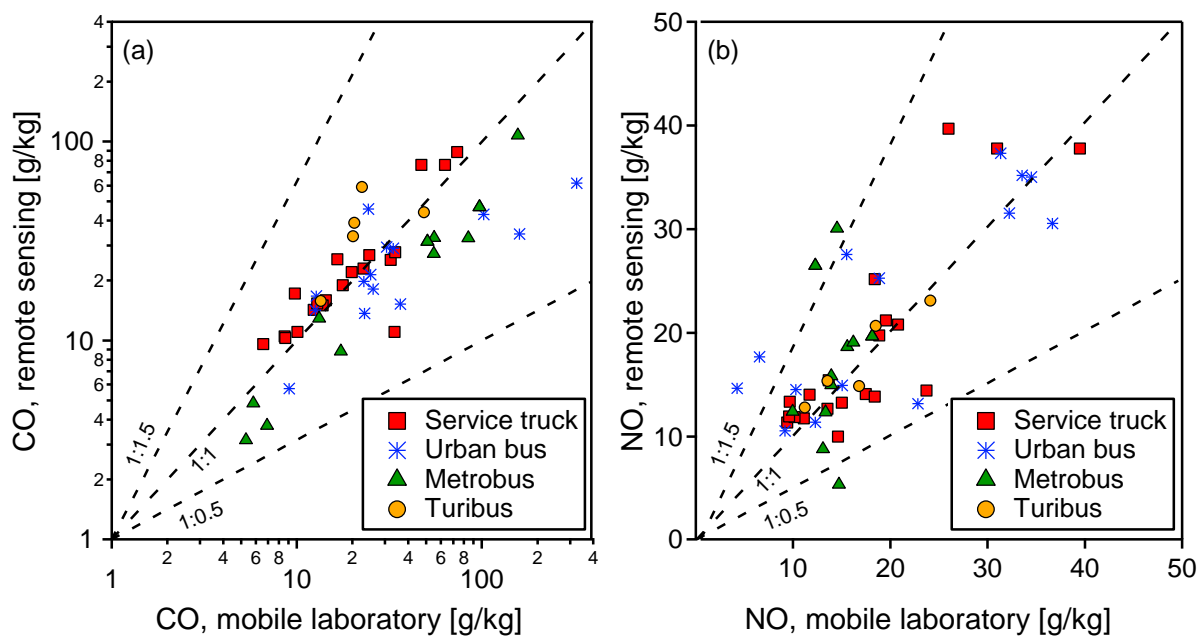 (a)
CO, remote sensing [g/kg]
4
2
100
8
6
4
2
10
8
6
4
2
1
1:1.5
1:1
1:0.5
Service truck
Urban bus
Metrobus
Turibus
1 2 4 6 8 10 2 4 6 8 100 2 4
CO, mobile laboratory [g/kg]
(b)
NO, remote sensing [g/kg]
50
40
30
20
10
0
1:1.5
1:1
1:0.5
Service truck
Urban bus
Metrobus
Turibus
10 20 30 40 50
NO, mobile laboratory [g/kg]